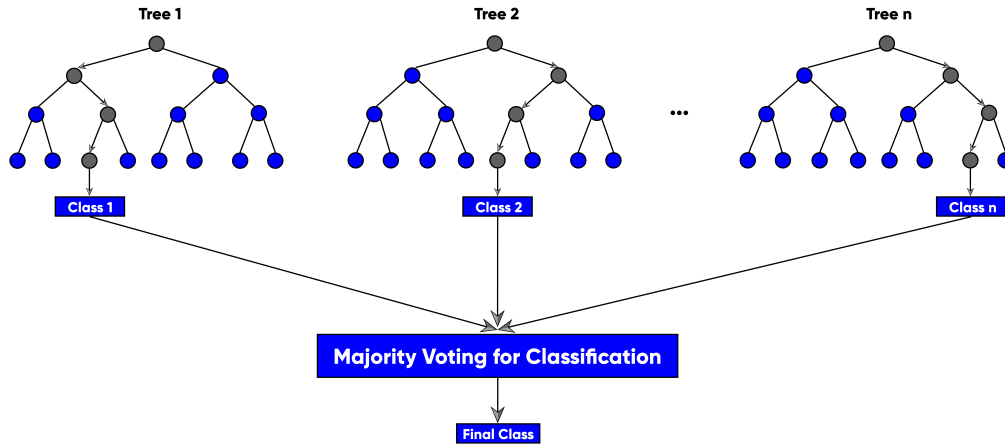 Tree 1
Tree 2
Tree n
...
Class 1
Class 2
Class n
Majority Voting for Classification
Final Class